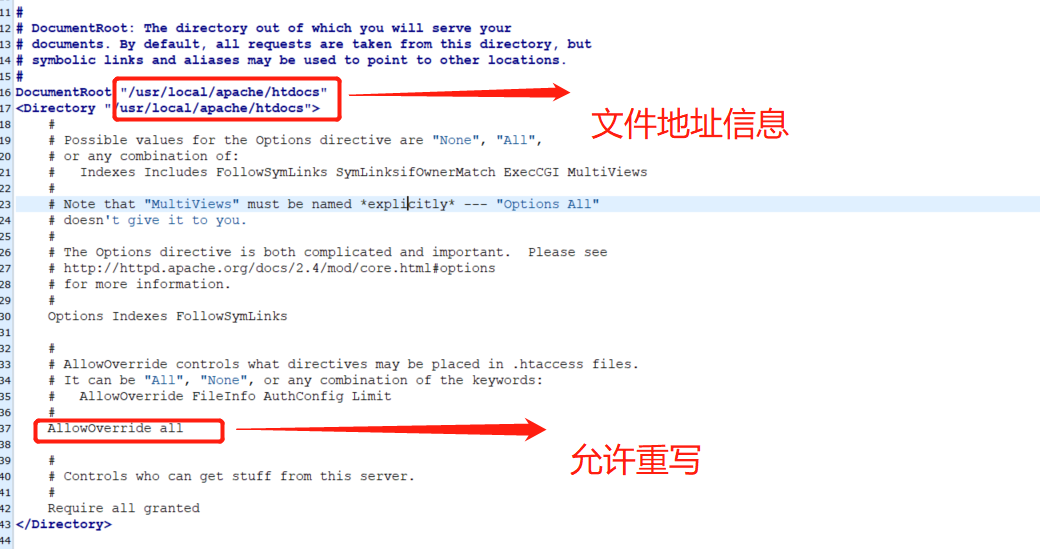 11 #
12 # DocumentRoot: The directory out of which you will serve your
13 # documents. By default, all requests are taken from this directory, but
14 # symbolic links and aliases may be used to point to other locations.
15 #
16 DocumentRoot "/usr/local/apache/htdocs"
17 <Directory "/usr/local/apache/htdocs">
文件地址信息
18 #
19 # Possible values for the Options directive are "None", "All",
20 # or any combination of:
21 #   Indexes Includes FollowSymLinks SymLinksifOwnerMatch ExecCGI MultiViews
22 #
23 # Note that "MultiViews" must be named *explicitly* --- "Options All"
24 # doesn't give it to you.
25 #
26 # The Options directive is both complicated and important.  Please see
27 # http://httpd.apache.org/docs/2.4/mod/core.html#options
28 # for more information.
29 #
30 Options Indexes FollowSymLinks
31
32 #
33 # AllowOverride controls what directives may be placed in .htaccess files.
34 # It can be "All", "None", or any combination of the keywords:
35 #   AllowOverride FileInfo AuthConfig Limit
36 #
37 AllowOverride all
允许重写
38
39 #
40 # Controls who can get stuff from this server.
41 #
42 Require all granted
43 </Directory>
44